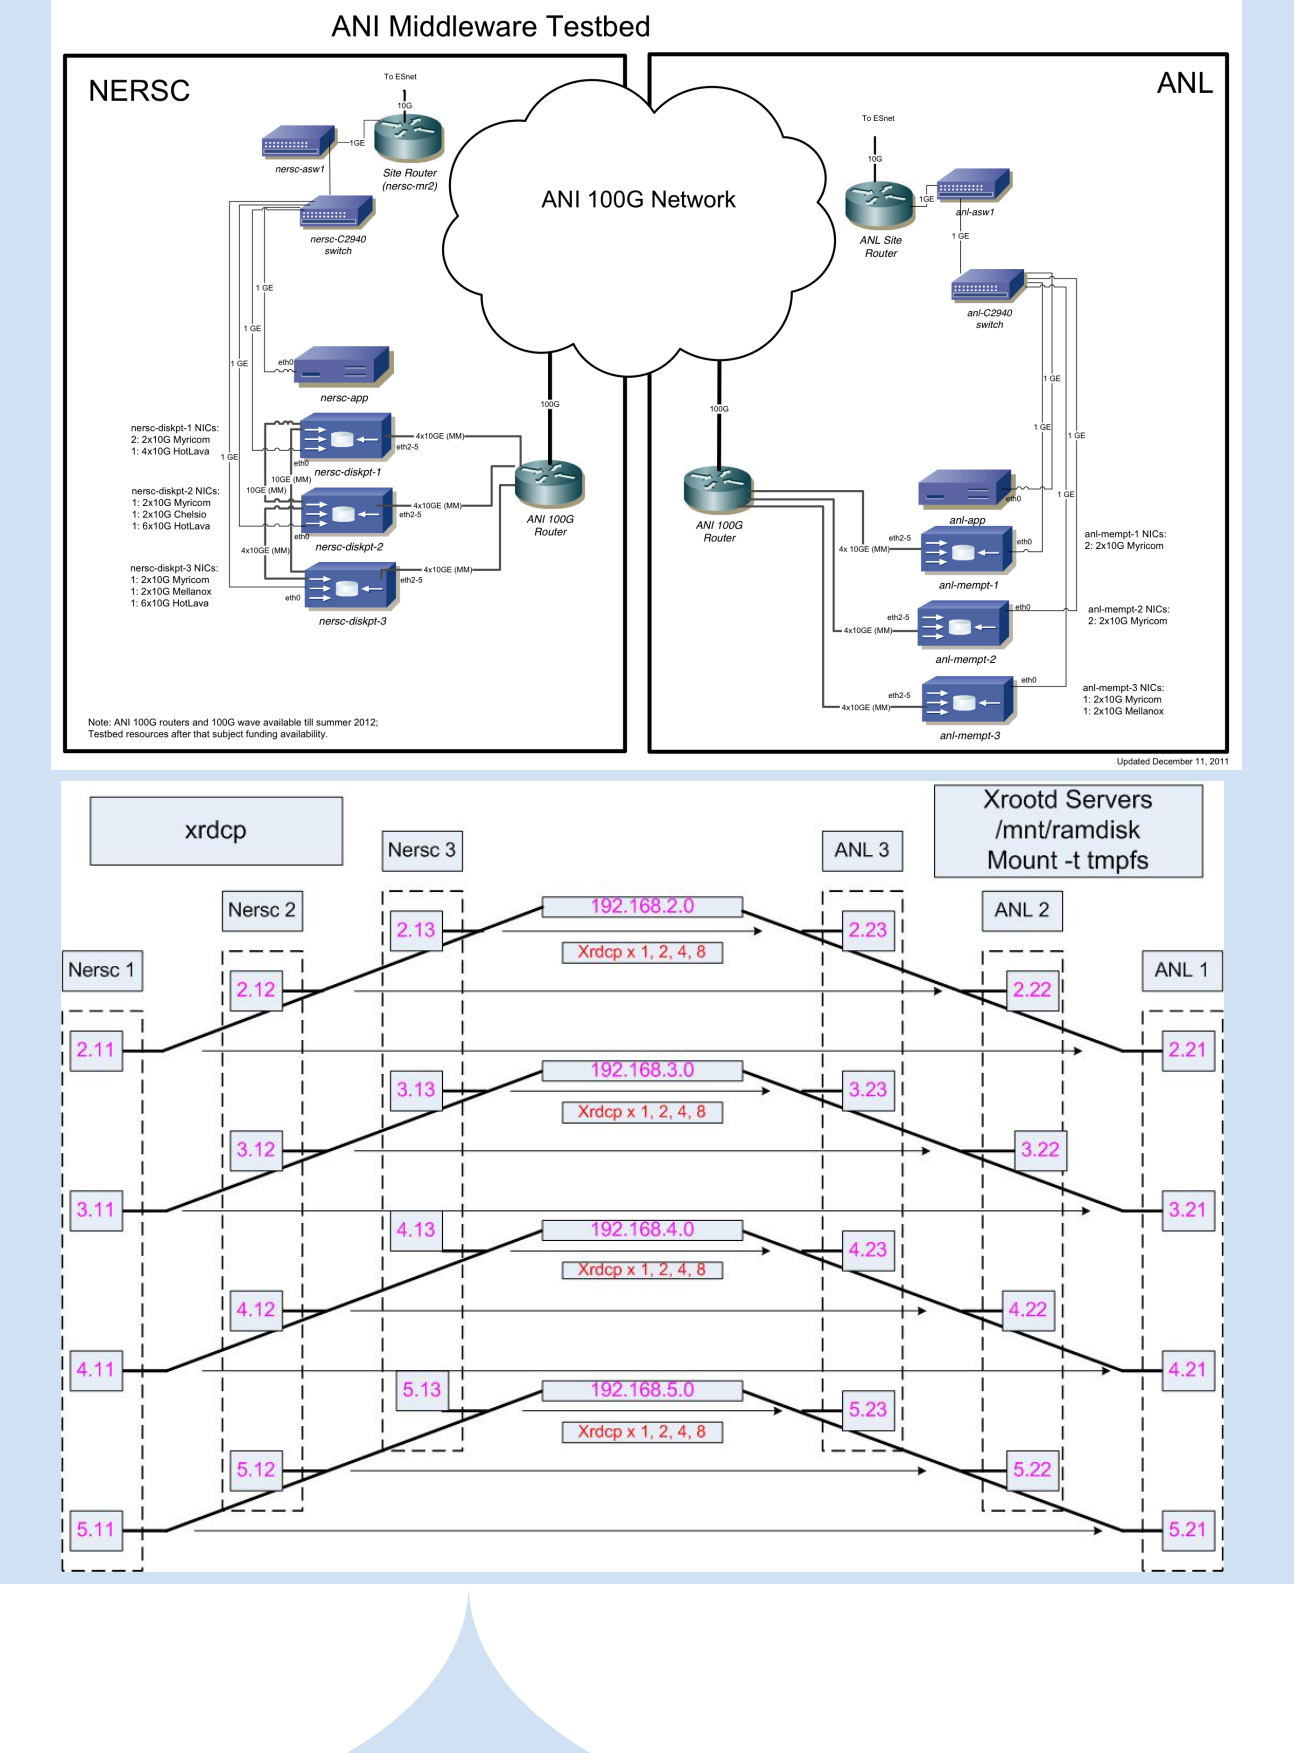 ANI Middleware Testbed
NERSC
To ESnet
10G
1GE
nersc-asw1
Site Router
(nersc-mr2)
nersc-C2940
switch
1 GE
1 GE
1 GE
1 GE
eth0
nersc-app
nersc-diskpt-1 NICs:
2: 2x10G Myricom
1: 4x10G HotLava
4x10GE (MM)
eth2-5
eth0
nersc-diskpt-1
10GE (MM)
10GE (MM)
nersc-diskpt-2 NICs:
1: 2x10G Myricom
1: 2x10G Chelsio
1: 6x10G HotLava
4x10GE (MM)
eth2-5
eth0
nersc-diskpt-2
4x10GE (MM)
nersc-diskpt-3 NICs:
1: 2x10G Myricom
1: 2x10G Mellanox
1: 6x10G HotLava
4x10GE (MM)
eth2-5
eth0
nersc-diskpt-3
100G
ANI 100G
Router
Note: ANI 100G routers and 100G wave available till summer 2012;
Testbed resources after that subject funding availability.
ANI 100G Network
ANL
To ESnet
10G
1GE
anl-asw1
ANL Site
Router
1 GE
anl-C2940
switch
1 GE
1 GE
1 GE
1 GE
100G
ANI 100G
Router
eth0
anl-app
anl-mempt-1 NICs:
2: 2x10G Myricom
eth2-5
4x 10GE (MM)
eth0
anl-mempt-1
anl-mempt-2 NICs:
2: 2x10G Myricom
eth2-5
4x10GE (MM)
eth0
anl-mempt-2
anl-mempt-3 NICs:
1: 2x10G Myricom
1: 2x10G Mellanox
eth2-5
4x10GE (MM)
eth0
anl-mempt-3
Updated December 11, 2011
xrdcp
Xrootd Servers
/mnt/ramdisk
Mount -t tmpfs
Nersc 3
ANL 3
Nersc 2
ANL 2
Nersc 1
ANL 1
192.168.2.0
2.13
2.23
Xrdcp x 1, 2, 4, 8
2.12
2.22
2.11
2.21
192.168.3.0
3.13
3.23
Xrdcp x 1, 2, 4, 8
3.12
3.22
3.11
3.21
192.168.4.0
4.13
4.23
Xrdcp x 1, 2, 4, 8
4.12
4.22
4.11
4.21
192.168.5.0
5.13
5.23
Xrdcp x 1, 2, 4, 8
5.12
5.22
5.11
5.21